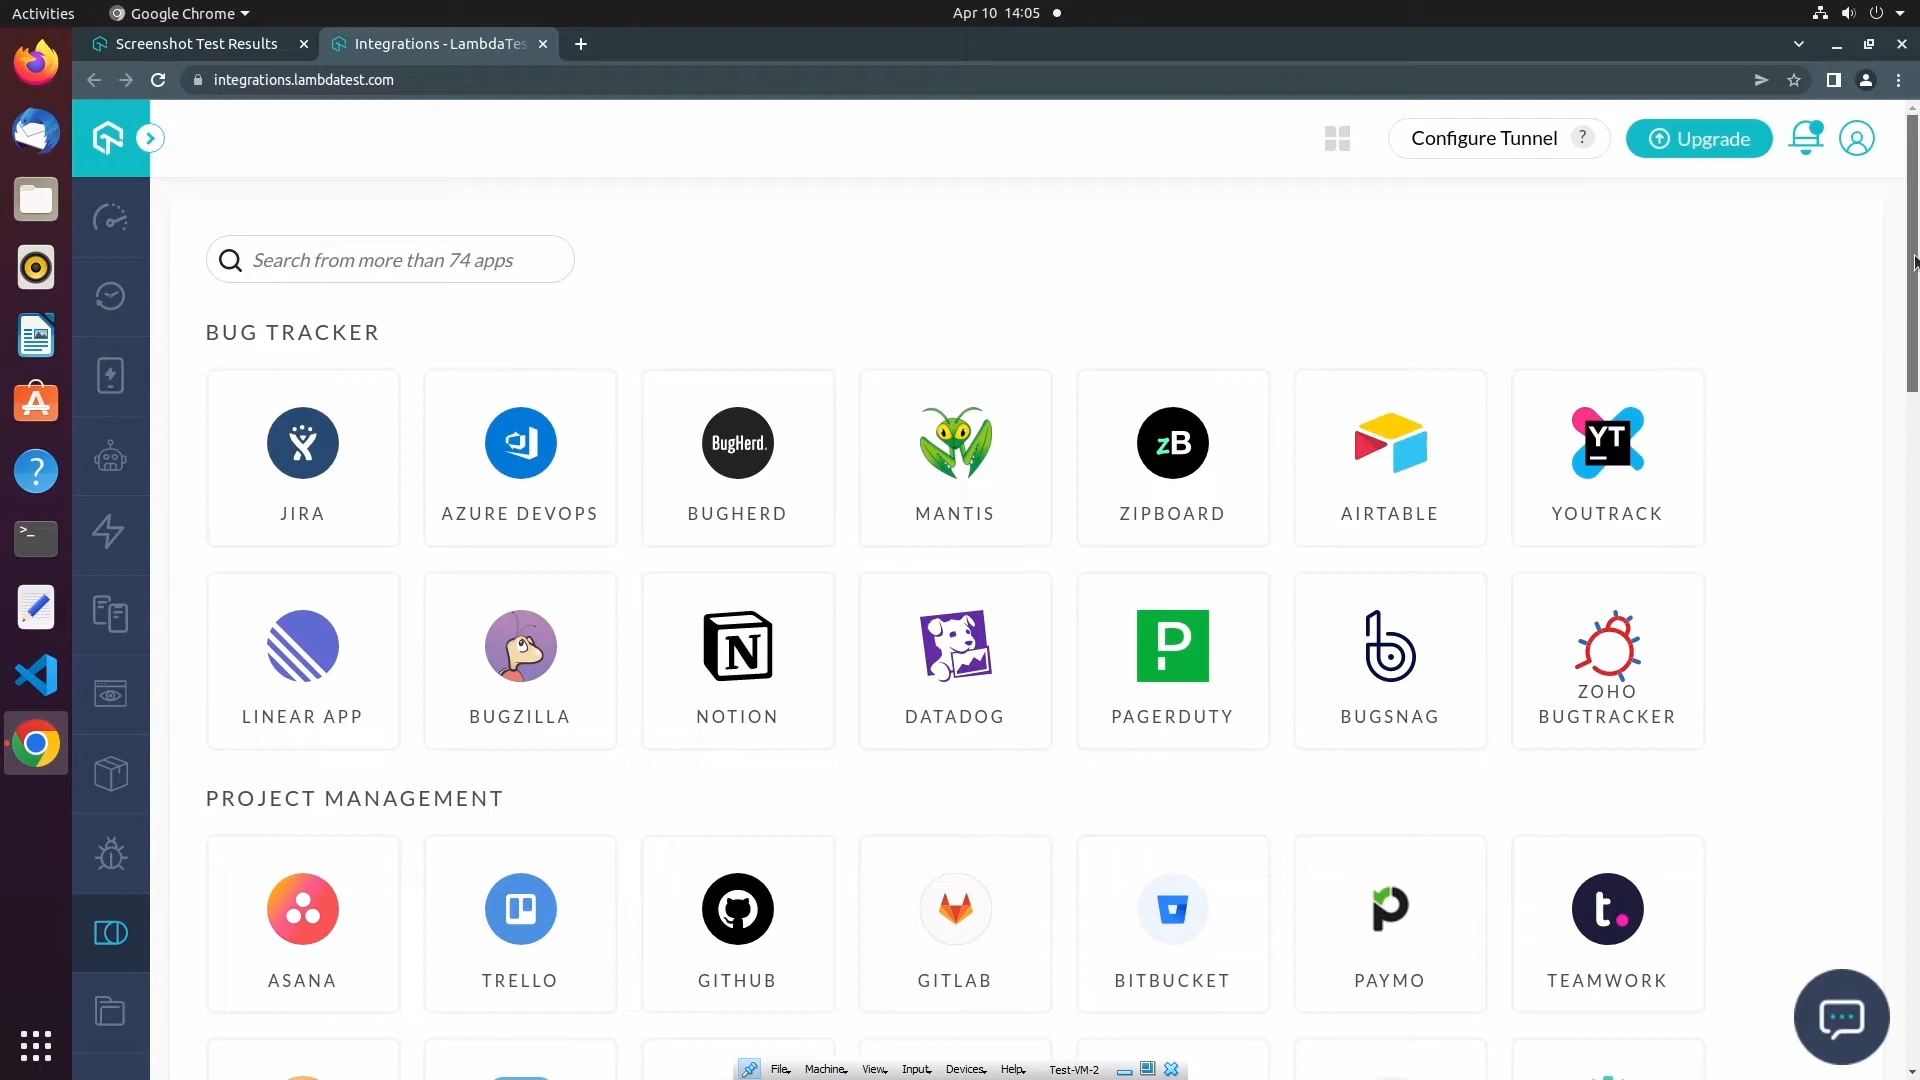 Activities
Google Chrome
Apr 10 14:05
Screenshot Test Results
Integrations - LambdaTes
integrations.lambdatest.com
Configure Tunnel ?
Upgrade
Search from more than 74 apps
BUG TRACKER
BugHerd.
zB
YT
JIRA
AZURE DEVOPS
BUGHERD
MANTIS
ZIPBOARD
AIRTABLE
YOUTRACK
N
P
LINEAR APP
BUGZILLA
NOTION
DATADOG
PAGERDUTY
BUGSNAG
ZOHO
BUGTRACKER
PROJECT MANAGEMENT
t.
ASANA
TRELLO
GITHUB
GITLAB
BITBUCKET
PAYMO
TEAMWORK
File
Machine
View
Input
Devices
Help
Test-VM-2